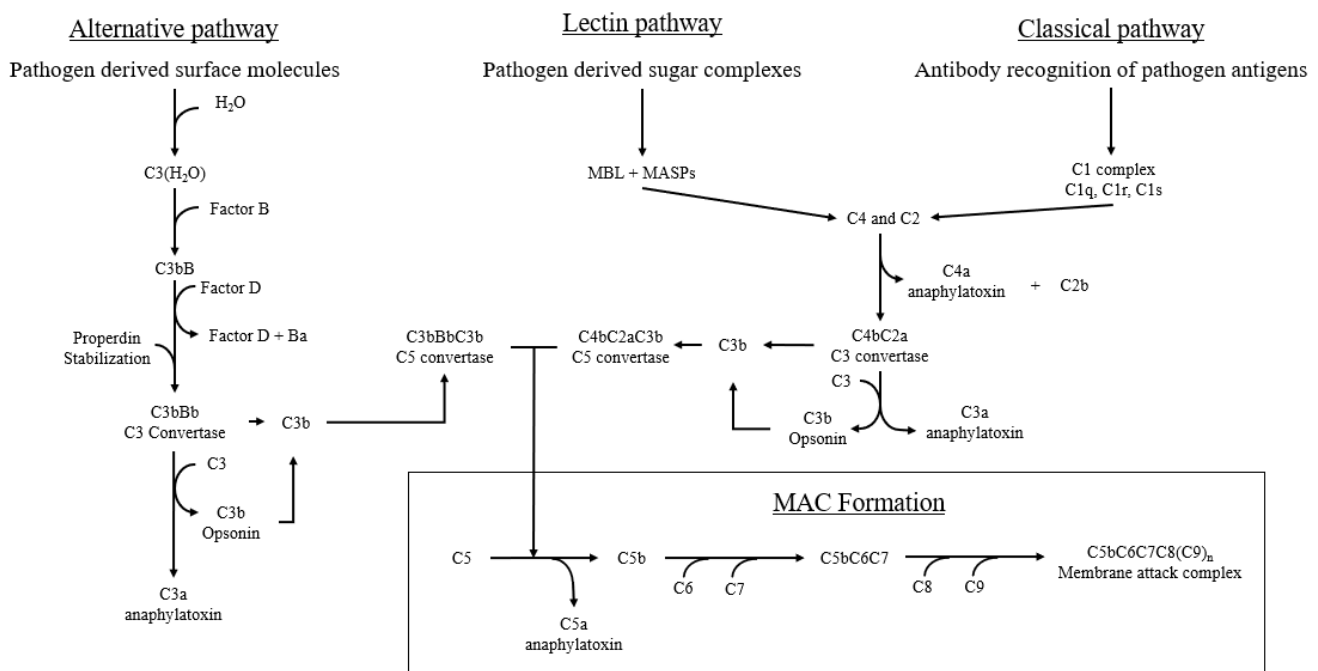 Alternative pathway
Pathogen derived surface molecules
H₂O
C3(H₂O)
Factor B
C3bB
Factor D
Factor D + Ba
Properdin
Stabilization
C3bBb
C3 Convertase
C3b
C3
C3b
Opsonin
C3a
anaphylatoxin
Lectin pathway
Pathogen derived sugar complexes
MBL + MASPs
Classical pathway
Antibody recognition of pathogen antigens
C1 complex
C1q, C1r, C1s
C4 and C2
C4a
anaphylatoxin
+
C2b
C4bC2a
C3 convertase
C3
C3b
Opsonin
C3a
anaphylatoxin
C3b
C4bC2aC3b
C5 convertase
C3bBbC3b
C5 convertase
MAC Formation
C5
C5a
anaphylatoxin
C5b
C6
C7
C5bC6C7
C8
C9
C5bC6C7C8(C9)ₙ
Membrane attack complex